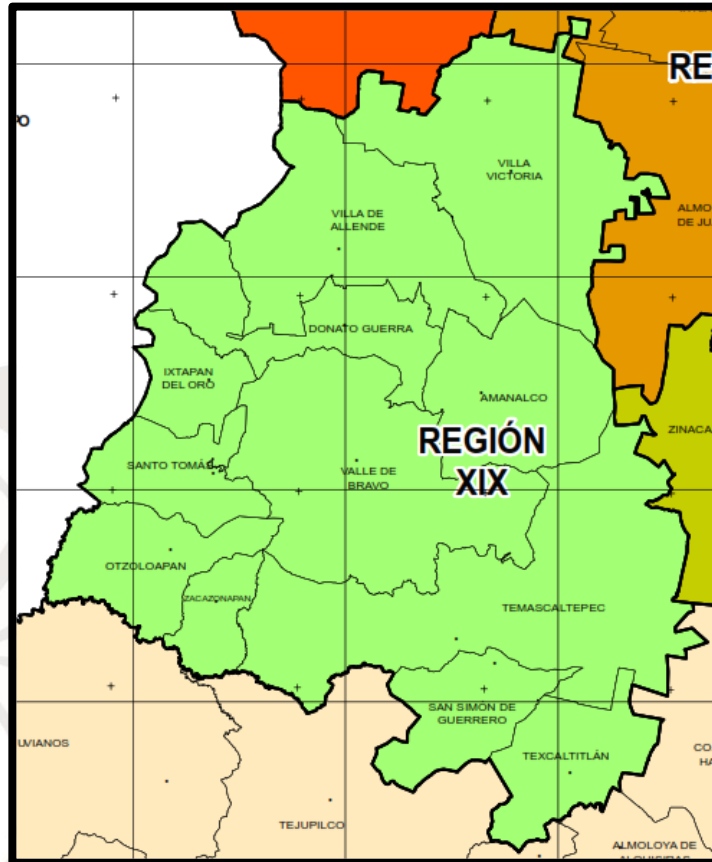 RE
VILLA
VICTORIA
ALMO
DE JU
VILLA DE
ALLENDE
DONATO GUERRA
IXTAPAN
DEL ORO
AMANALCO
ZINACA
REGIÓN
XIX
SANTO TOMÁS
VALLE DE
BRAVO
OTZOLOAPAN
ZACAZONAPAN
TEMASCALTEPEC
SAN SIMÓN DE
GUERRERO
UVIANOS
TEXCALTITLÁN
CO
HA
TEJUPILCO
ALMOLOYA DE